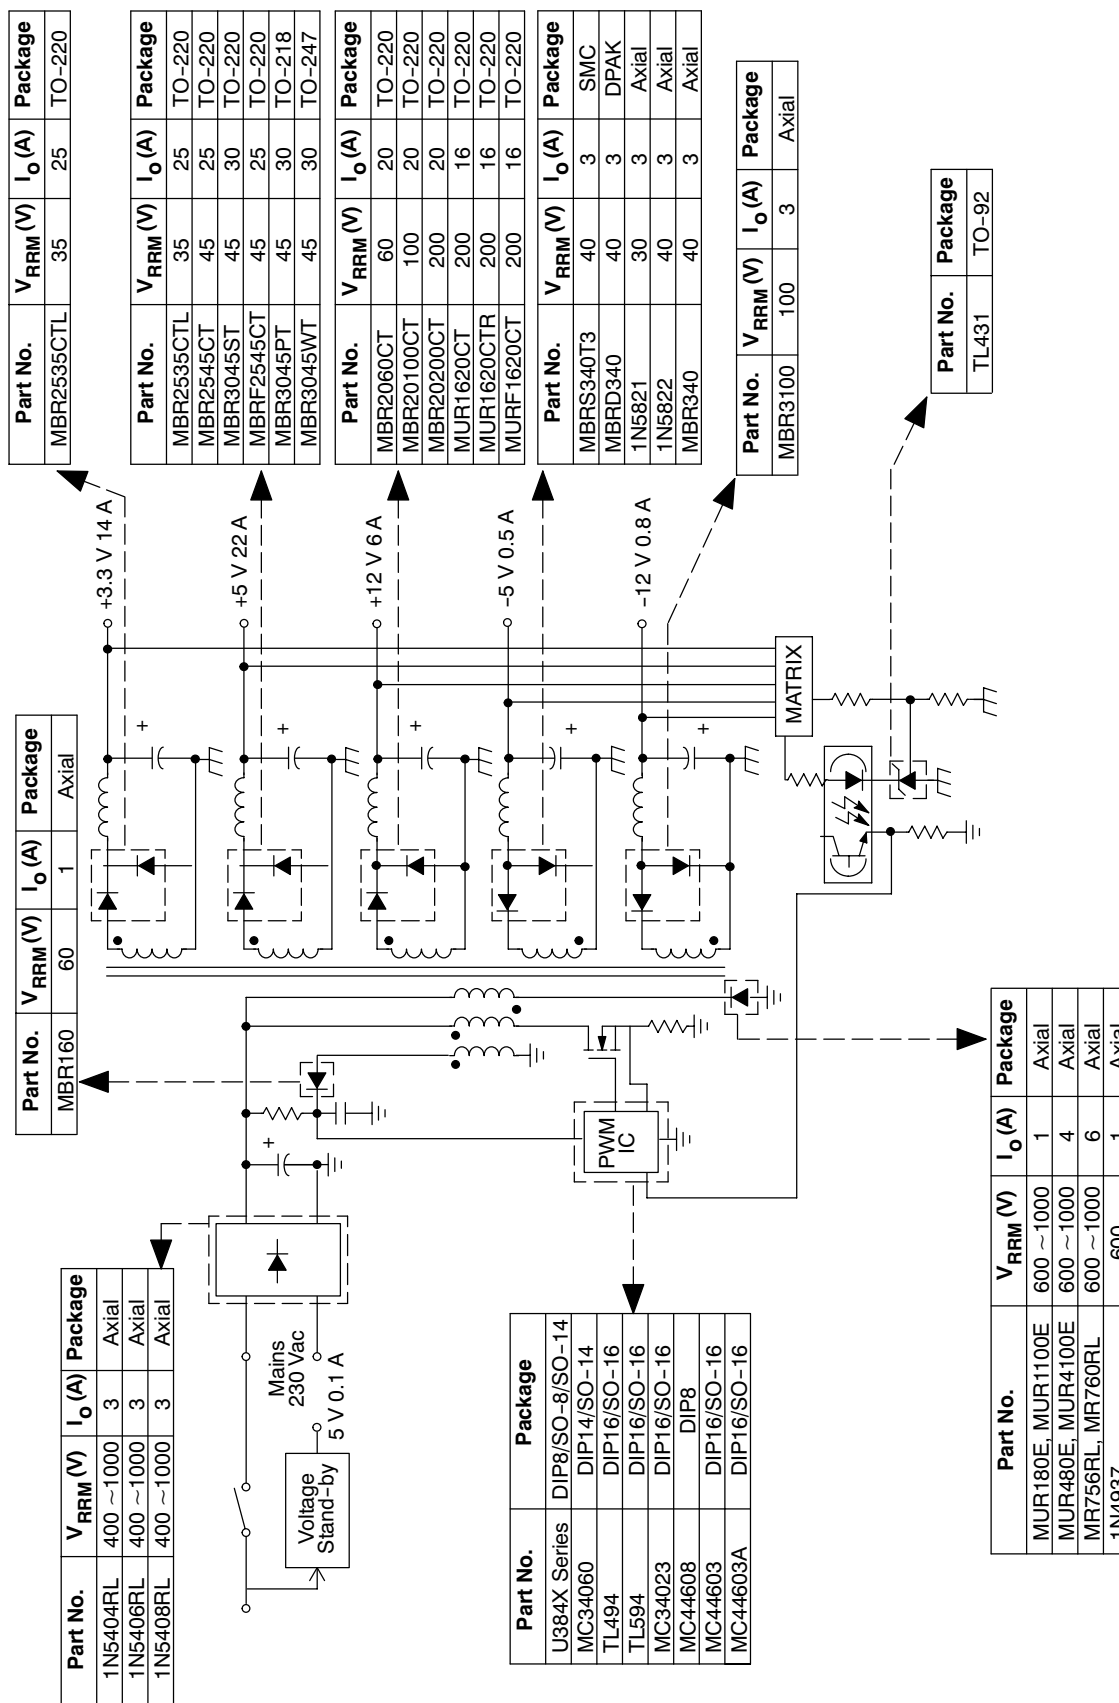 Part No. V_RRM (V) I_O (A) Package
MBR2535CTL 35 25 TO-220
Part No. V_RRM (V) I_O (A) Package
MBR2535CTL 35 25 TO-220
MBR2545CT 45 25 TO-220
MBR3045ST 45 30 TO-220
MBRF2545CT 45 25 TO-220
MBR3045PT 45 30 TO-218
MBR3045WT 45 30 TO-247
Part No. V_RRM (V) I_O (A) Package
MBR2060CT 60 20 TO-220
MBR20100CT 100 20 TO-220
MBR20200CT 200 20 TO-220
MUR1620CT 200 16 TO-220
MUR1620CTR 200 16 TO-220
MURF1620CT 200 16 TO-220
Part No. V_RRM (V) I_O (A) Package
MBRS340T3 40 3 SMC
MBRD340 40 3 DPAK
1N5821 30 3 Axial
1N5822 40 3 Axial
MBR340 40 3 Axial
Part No. V_RRM (V) I_O (A) Package
MBR3100 100 3 Axial
Part No. Package
TL431 TO-92
+3.3 V 14 A
+5 V 22 A
+12 V 6 A
-5 V 0.5 A
-12 V 0.8 A
+
+
+
+
+
MATRIX
Part No. V_RRM (V) I_O (A) Package
MBR160 60 1 Axial
+
PWM
IC
Part No. V_RRM (V) I_O (A) Package
1N5404RL 400 ~1000 3 Axial
1N5406RL 400 ~1000 3 Axial
1N5408RL 400 ~1000 3 Axial
Mains
230 Vac
5 V 0.1 A
Voltage
Stand-by
Part No. Package
U384X Series DIP8/SO-8/SO-14
MC34060 DIP14/SO-14
TL494 DIP16/SO-16
TL594 DIP16/SO-16
MC34023 DIP16/SO-16
MC44608 DIP8
MC44603 DIP16/SO-16
MC44603A DIP16/SO-16
Part No. V_RRM (V) I_O (A) Package
MUR180E, MUR1100E 600 ~1000 1 Axial
MUR480E, MUR4100E 600 ~1000 4 Axial
MR756RL, MR760RL 600 ~1000 6 Axial
1N4937 600 1 Axial